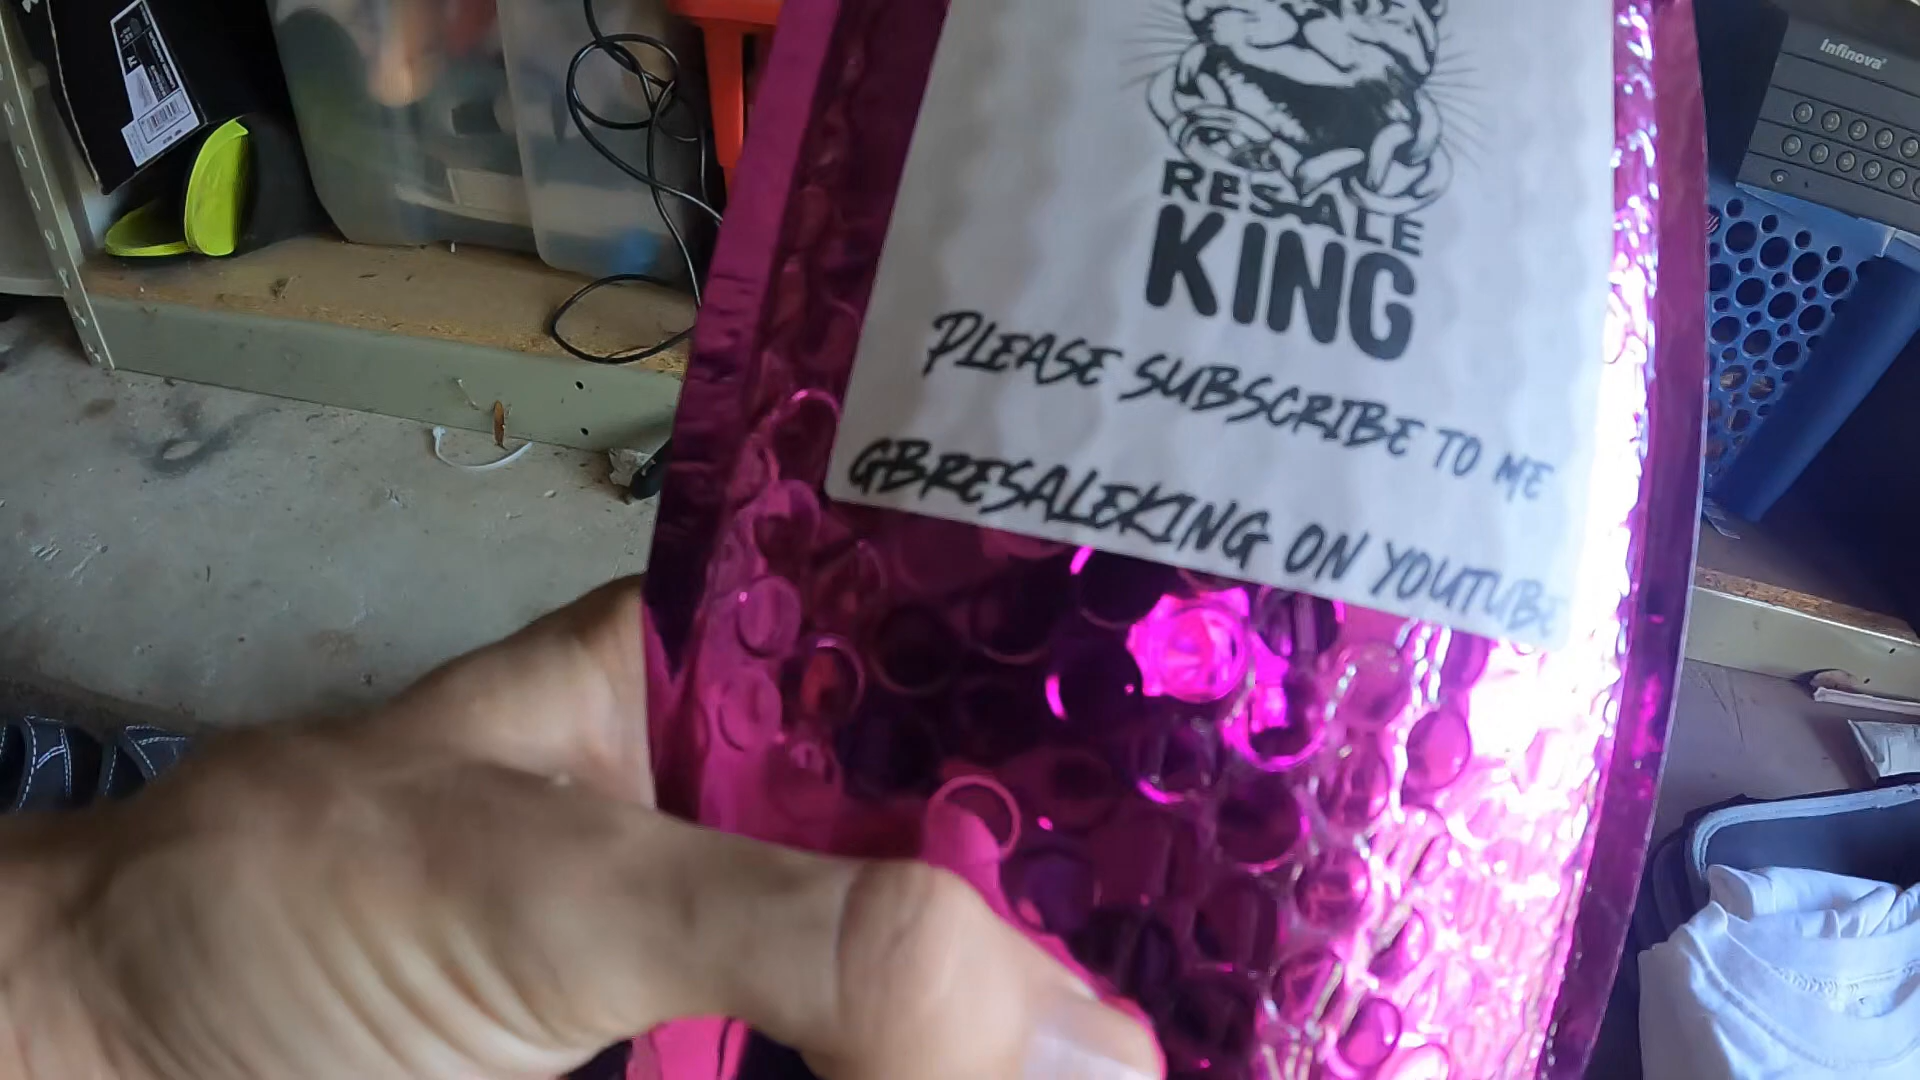 Infinova
RESALE
KING
PLEASE SUBSCRIBE TO ME
GBRESALEKING ON YOUTUBE